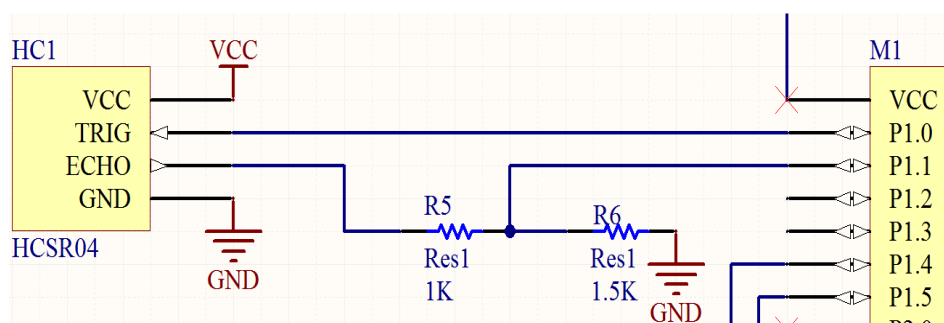 HC1
VCC
M1
VCC
TRIG
ECHO
GND
HCSR04
GND
R5
Res1
1K
R6
Res1
1.5K
GND
VCC
P1.0
P1.1
P1.2
P1.3
P1.4
P1.5